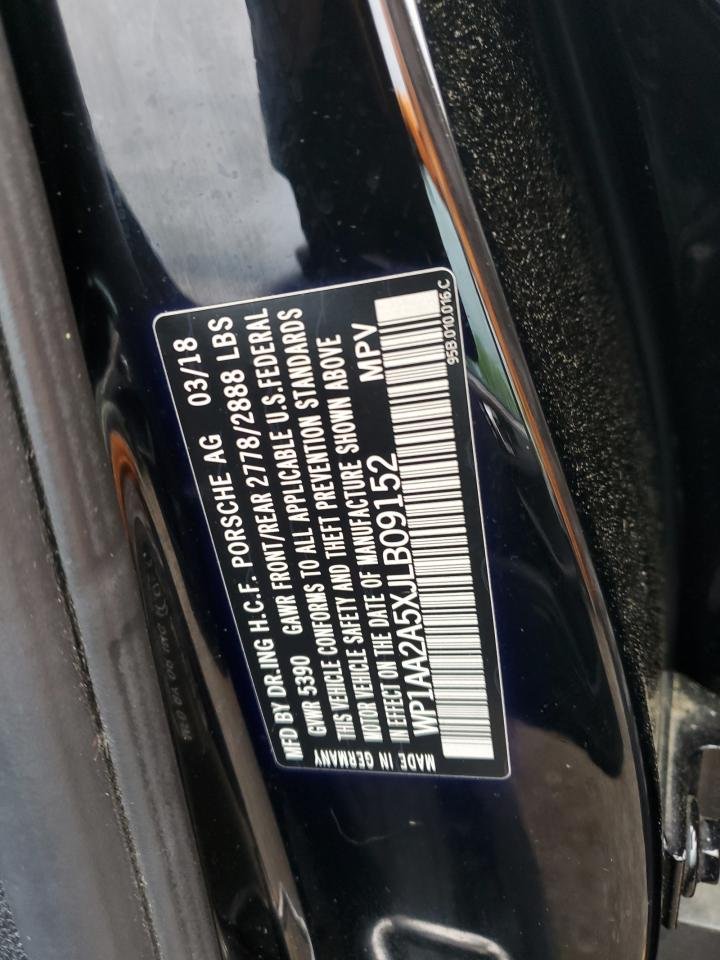 MFD BY DR.ING H.C.F. PORSCHE AG 03/18
GVWR 5390 GAWR FRONT/REAR 2778/2888 LBS
THIS VEHICLE CONFORMS TO ALL APPLICABLE U.S.FEDERAL
MOTOR VEHICLE SAFETY AND THEFT PREVENTION STANDARDS
IN EFFECT ON THE DATE OF MANUFACTURE SHOWN ABOVE
WP1AA2A5XJLB09152 MPV
MADE IN GERMANY
95B.010.016.C